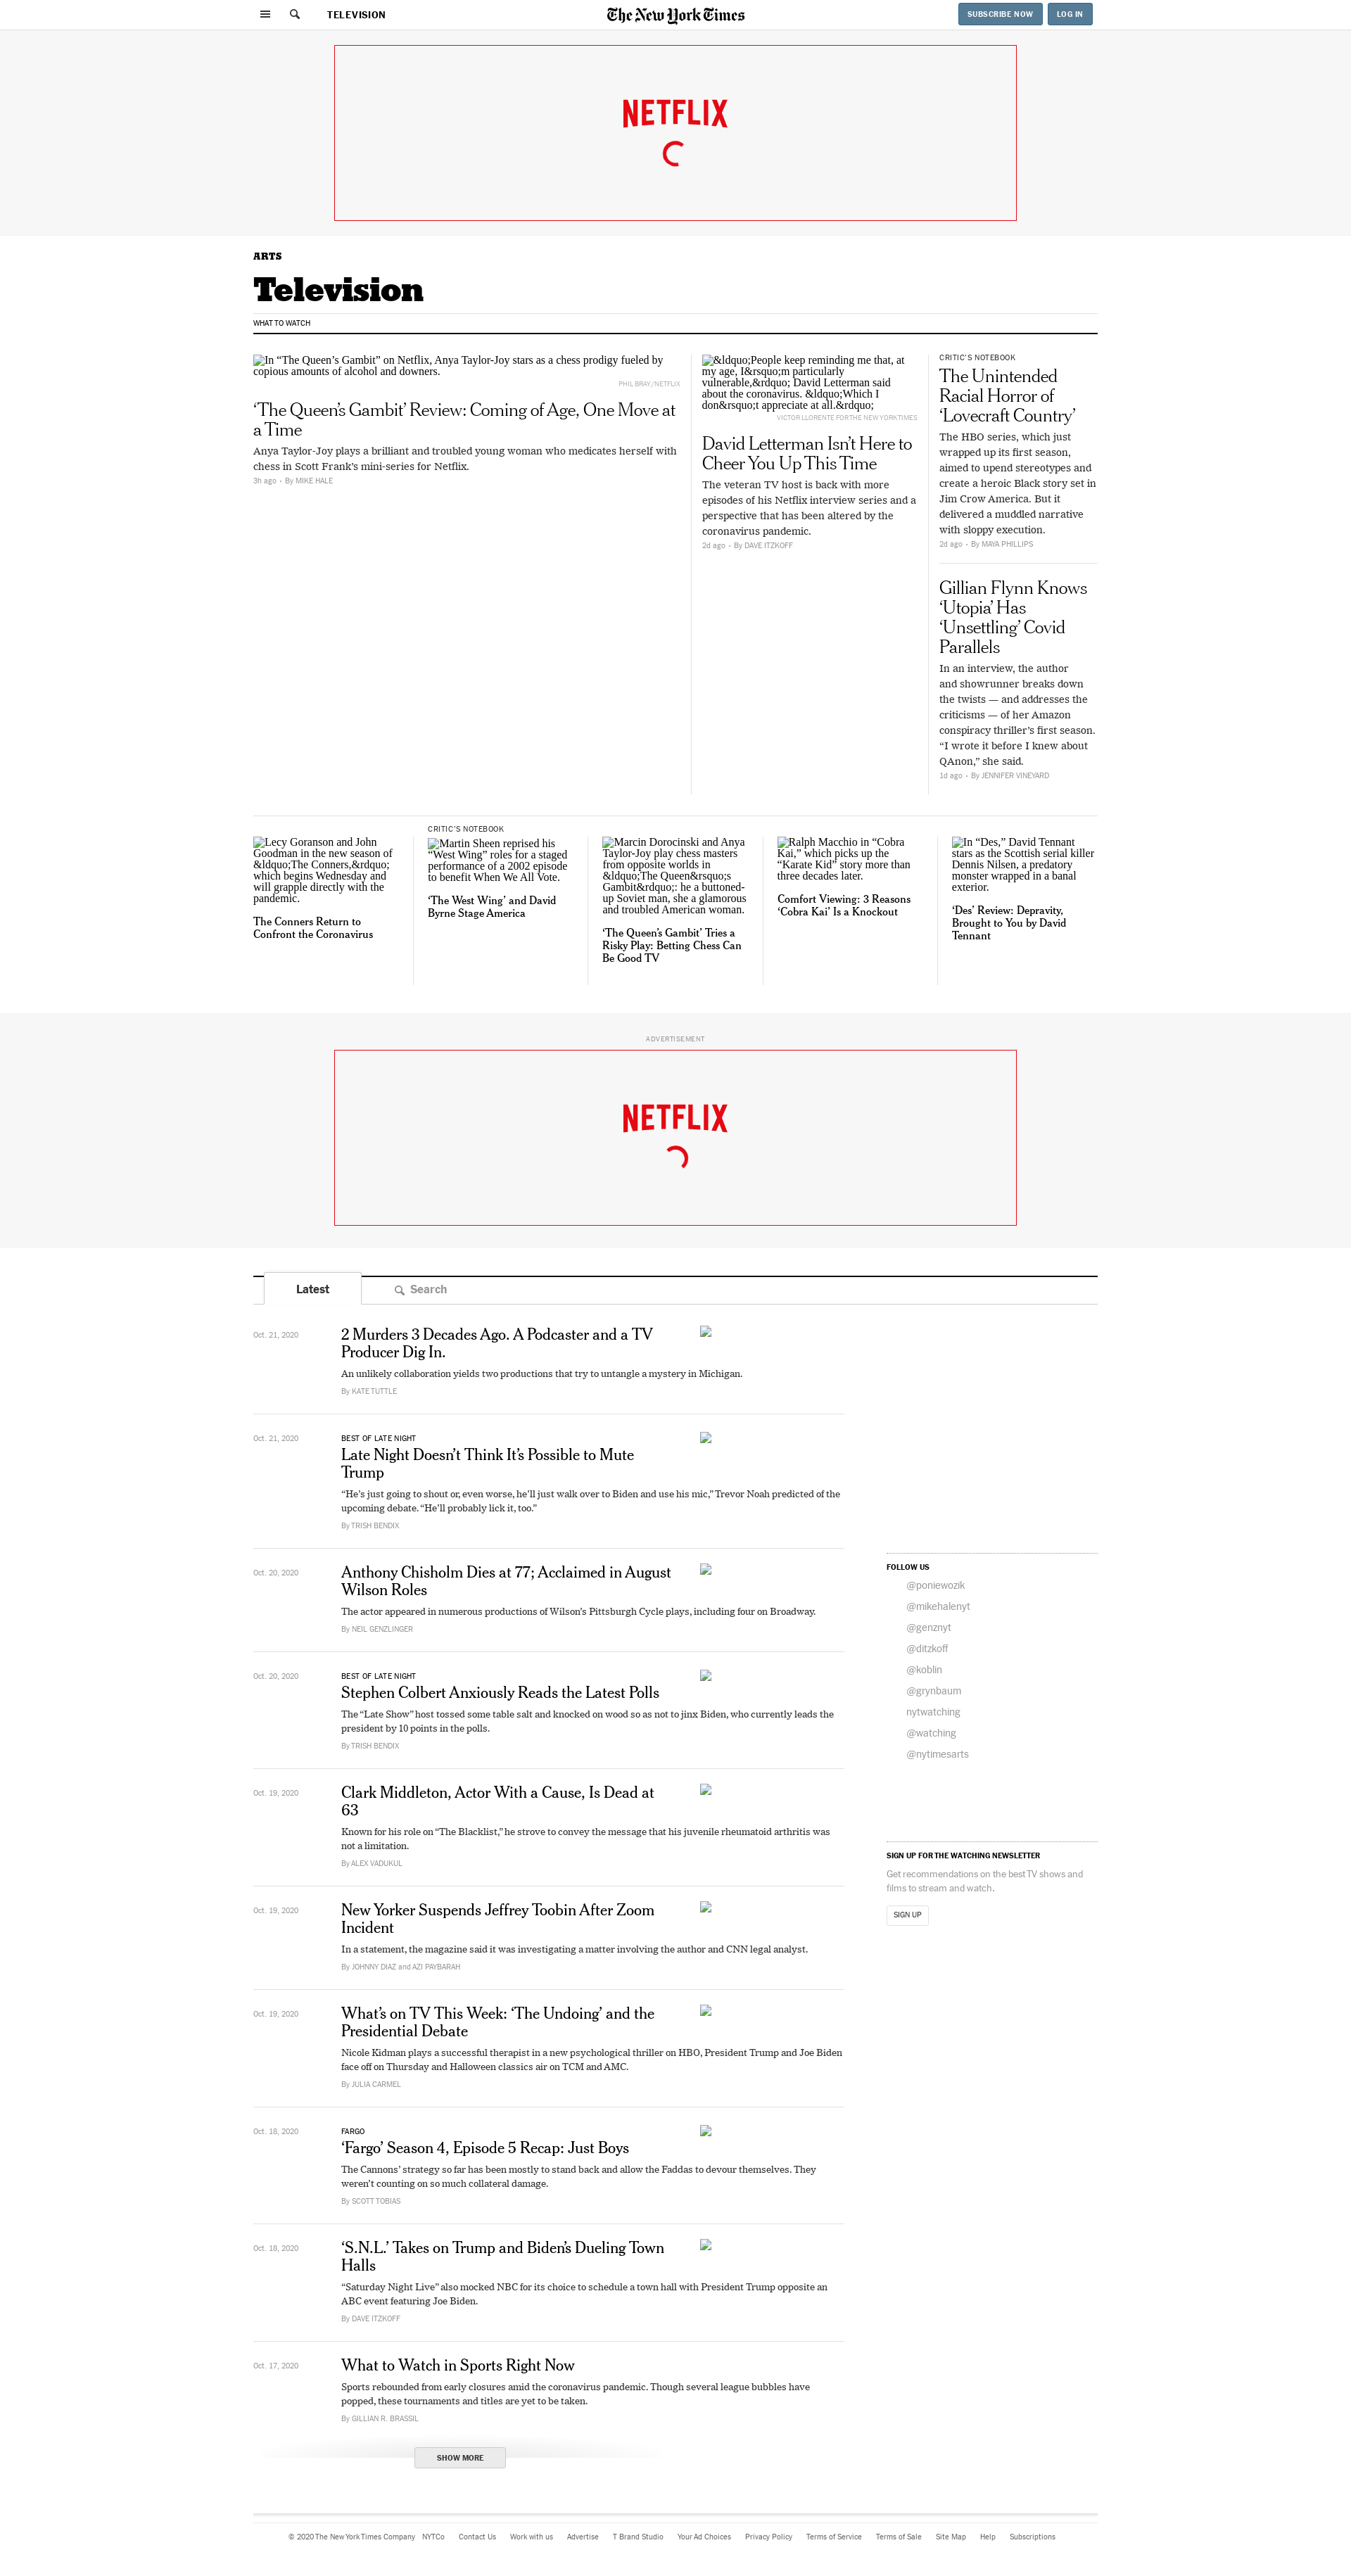 TELEVISION
The New York Times
SUBSCRIBE NOW
LOG IN
NETFLIX
ARTS
Television
WHAT TO WATCH
In “The Queen’s Gambit” on Netflix, Anya Taylor-Joy stars as a chess prodigy fueled by
copious amounts of alcohol and downers.
PHIL BRAY/NETFLIX
‘The Queen’s Gambit’ Review: Coming of Age, One Move at
a Time
Anya Taylor-Joy plays a brilliant and troubled young woman who medicates herself with
chess in Scott Frank’s mini-series for Netflix.
3h ago • By MIKE HALE
&ldquo;People keep reminding me that, at
my age, I&rsquo;m particularly
vulnerable,&rdquo; David Letterman said
about the coronavirus. &ldquo;Which I
don&rsquo;t appreciate at all.&rdquo;
VICTOR LLORENTE FOR THE NEW YORK TIMES
David Letterman Isn’t Here to
Cheer You Up This Time
The veteran TV host is back with more
episodes of his Netflix interview series and a
perspective that has been altered by the
coronavirus pandemic.
2d ago • By DAVE ITZKOFF
CRITIC’S NOTEBOOK
The Unintended
Racial Horror of
‘Lovecraft Country’
The HBO series, which just
wrapped up its first season,
aimed to upend stereotypes and
create a heroic Black story set in
Jim Crow America. But it
delivered a muddled narrative
with sloppy execution.
2d ago • By MAYA PHILLIPS
Gillian Flynn Knows
‘Utopia’ Has
‘Unsettling’ Covid
Parallels
In an interview, the author
and showrunner breaks down
the twists — and addresses the
criticisms — of her Amazon
conspiracy thriller’s first season.
“I wrote it before I knew about
QAnon,” she said.
1d ago • By JENNIFER VINEYARD
Lecy Goranson and John
Goodman in the new season of
&ldquo;The Conners,&rdquo;
which begins Wednesday and
will grapple directly with the
pandemic.
The Conners Return to
Confront the Coronavirus
CRITIC’S NOTEBOOK
Martin Sheen reprised his
“West Wing” roles for a staged
performance of a 2002 episode
to benefit When We All Vote.
‘The West Wing’ and David
Byrne Stage America
Marcin Dorocinski and Anya
Taylor-Joy play chess masters
from opposite worlds in
&ldquo;The Queen&rsquo;s
Gambit&rdquo;: he a buttoned-
up Soviet man, she a glamorous
and troubled American woman.
‘The Queen’s Gambit’ Tries a
Risky Play: Betting Chess Can
Be Good TV
Ralph Macchio in “Cobra
Kai,” which picks up the
“Karate Kid” story more than
three decades later.
Comfort Viewing: 3 Reasons
‘Cobra Kai’ Is a Knockout
In “Des,” David Tennant
stars as the Scottish serial killer
Dennis Nilsen, a predatory
monster wrapped in a banal
exterior.
‘Des’ Review: Depravity,
Brought to You by David
Tennant
ADVERTISEMENT
NETFLIX
Latest
Search
Oct. 21, 2020
2 Murders 3 Decades Ago. A Podcaster and a TV
Producer Dig In.
An unlikely collaboration yields two productions that try to untangle a mystery in Michigan.
By KATE TUTTLE
Oct. 21, 2020
BEST OF LATE NIGHT
Late Night Doesn’t Think It’s Possible to Mute
Trump
“He’s just going to shout or, even worse, he’ll just walk over to Biden and use his mic,” Trevor Noah predicted of the
upcoming debate. “He’ll probably lick it, too.”
By TRISH BENDIX
Oct. 20, 2020
Anthony Chisholm Dies at 77; Acclaimed in August
Wilson Roles
The actor appeared in numerous productions of Wilson’s Pittsburgh Cycle plays, including four on Broadway.
By NEIL GENZLINGER
Oct. 20, 2020
BEST OF LATE NIGHT
Stephen Colbert Anxiously Reads the Latest Polls
The “Late Show” host tossed some table salt and knocked on wood so as not to jinx Biden, who currently leads the
president by 10 points in the polls.
By TRISH BENDIX
Oct. 19, 2020
Clark Middleton, Actor With a Cause, Is Dead at
63
Known for his role on “The Blacklist,” he strove to convey the message that his juvenile rheumatoid arthritis was
not a limitation.
By ALEX VADUKUL
Oct. 19, 2020
New Yorker Suspends Jeffrey Toobin After Zoom
Incident
In a statement, the magazine said it was investigating a matter involving the author and CNN legal analyst.
By JOHNNY DIAZ and AZI PAYBARAH
Oct. 19, 2020
What’s on TV This Week: ‘The Undoing’ and the
Presidential Debate
Nicole Kidman plays a successful therapist in a new psychological thriller on HBO, President Trump and Joe Biden
face off on Thursday and Halloween classics air on TCM and AMC.
By JULIA CARMEL
Oct. 18, 2020
FARGO
‘Fargo’ Season 4, Episode 5 Recap: Just Boys
The Cannons’ strategy so far has been mostly to stand back and allow the Faddas to devour themselves. They
weren’t counting on so much collateral damage.
By SCOTT TOBIAS
Oct. 18, 2020
‘S.N.L.’ Takes on Trump and Biden’s Dueling Town
Halls
“Saturday Night Live” also mocked NBC for its choice to schedule a town hall with President Trump opposite an
ABC event featuring Joe Biden.
By DAVE ITZKOFF
Oct. 17, 2020
What to Watch in Sports Right Now
Sports rebounded from early closures amid the coronavirus pandemic. Though several league bubbles have
popped, these tournaments and titles are yet to be taken.
By GILLIAN R. BRASSIL
SHOW MORE
FOLLOW US
@poniewozik
@mikehalenyt
@genznyt
@ditzkoff
@koblin
@grynbaum
nytwatching
@watching
@nytimesarts
SIGN UP FOR THE WATCHING NEWSLETTER
Get recommendations on the best TV shows and
films to stream and watch.
SIGN UP
© 2020 The New York Times Company NYTCo Contact Us Work with us Advertise T Brand Studio Your Ad Choices Privacy Policy Terms of Service Terms of Sale Site Map Help Subscriptions